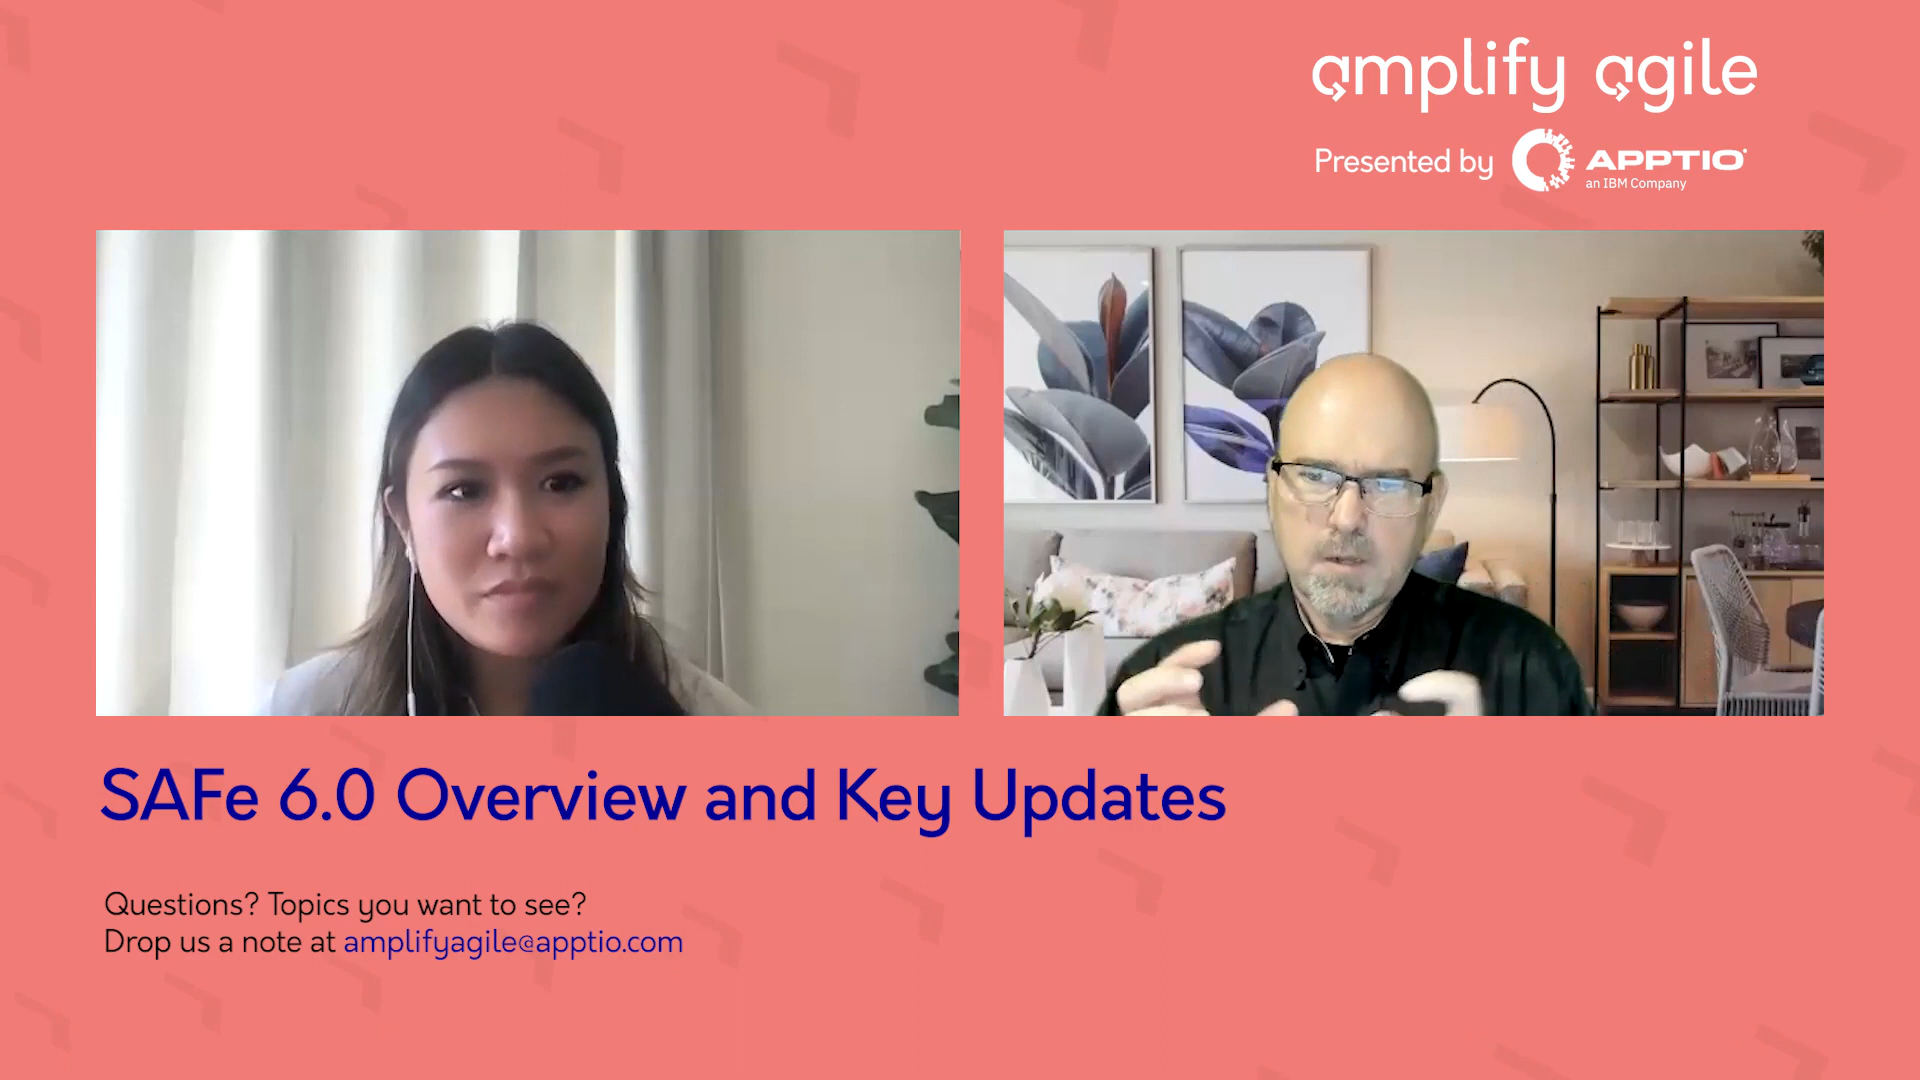 amplify agile
Presented by APPTIO
an IBM Company
SAFe 6.0 Overview and Key Updates
Questions? Topics you want to see?
Drop us a note at amplifyagile@apptio.com